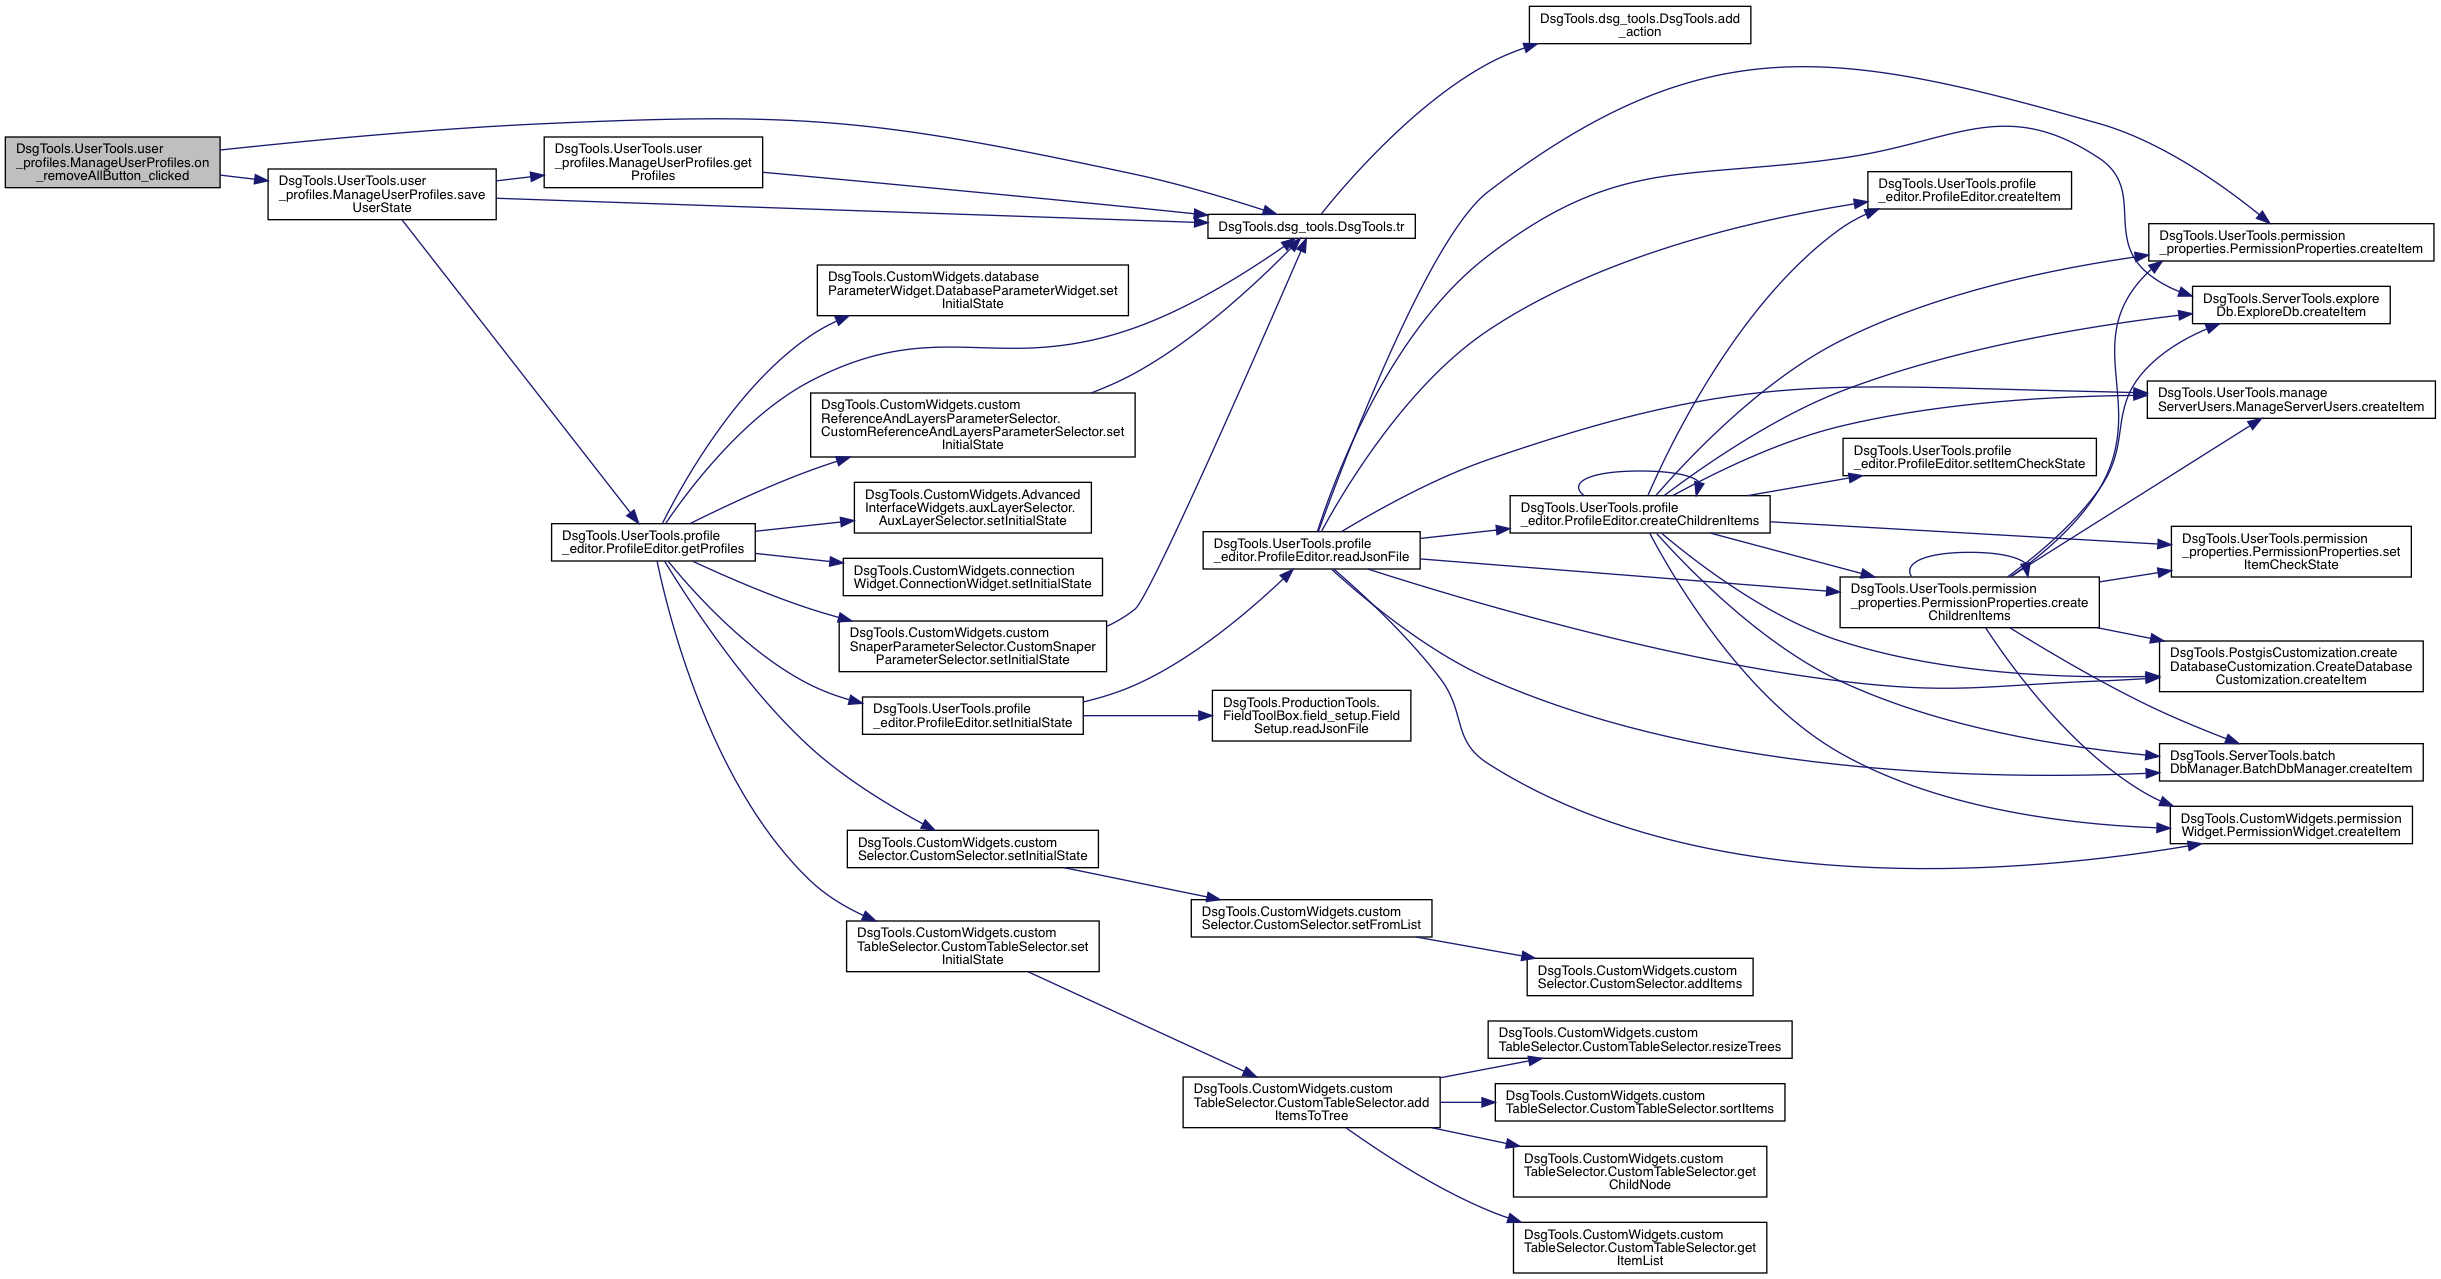 DsgTools.UserTools.user
_profiles.ManageUserProfiles.on
_removeAllButton_clicked
DsgTools.UserTools.user
_profiles.ManageUserProfiles.save
UserState
DsgTools.UserTools.user
_profiles.ManageUserProfiles.get
Profiles
DsgTools.UserTools.profile
_editor.ProfileEditor.getProfiles
DsgTools.CustomWidgets.database
ParameterWidget.DatabaseParameterWidget.set
InitialState
DsgTools.CustomWidgets.custom
ReferenceAndLayersParameterSelector.
CustomReferenceAndLayersParameterSelector.set
InitialState
DsgTools.CustomWidgets.Advanced
InterfaceWidgets.auxLayerSelector.
AuxLayerSelector.setInitialState
DsgTools.CustomWidgets.connection
Widget.ConnectionWidget.setInitialState
DsgTools.CustomWidgets.custom
SnaperParameterSelector.CustomSnaper
ParameterSelector.setInitialState
DsgTools.UserTools.profile
_editor.ProfileEditor.setInitialState
DsgTools.CustomWidgets.custom
Selector.CustomSelector.setInitialState
DsgTools.CustomWidgets.custom
TableSelector.CustomTableSelector.set
InitialState
DsgTools.dsg_tools.DsgTools.tr
DsgTools.UserTools.profile
_editor.ProfileEditor.readJsonFile
DsgTools.ProductionTools.
FieldToolBox.field_setup.Field
Setup.readJsonFile
DsgTools.CustomWidgets.custom
Selector.CustomSelector.setFromList
DsgTools.CustomWidgets.custom
TableSelector.CustomTableSelector.add
ItemsToTree
DsgTools.dsg_tools.DsgTools.add
_action
DsgTools.UserTools.profile
_editor.ProfileEditor.createChildrenItems
DsgTools.CustomWidgets.custom
Selector.CustomSelector.addItems
DsgTools.CustomWidgets.custom
TableSelector.CustomTableSelector.resizeTrees
DsgTools.CustomWidgets.custom
TableSelector.CustomTableSelector.sortItems
DsgTools.CustomWidgets.custom
TableSelector.CustomTableSelector.get
ChildNode
DsgTools.CustomWidgets.custom
TableSelector.CustomTableSelector.get
ItemList
DsgTools.UserTools.profile
_editor.ProfileEditor.createItem
DsgTools.UserTools.profile
_editor.ProfileEditor.setItemCheckState
DsgTools.UserTools.permission
_properties.PermissionProperties.create
ChildrenItems
DsgTools.UserTools.permission
_properties.PermissionProperties.createItem
DsgTools.ServerTools.explore
Db.ExploreDb.createItem
DsgTools.UserTools.manage
ServerUsers.ManageServerUsers.createItem
DsgTools.UserTools.permission
_properties.PermissionProperties.set
ItemCheckState
DsgTools.PostgisCustomization.create
DatabaseCustomization.CreateDatabase
Customization.createItem
DsgTools.ServerTools.batch
DbManager.BatchDbManager.createItem
DsgTools.CustomWidgets.permission
Widget.PermissionWidget.createItem